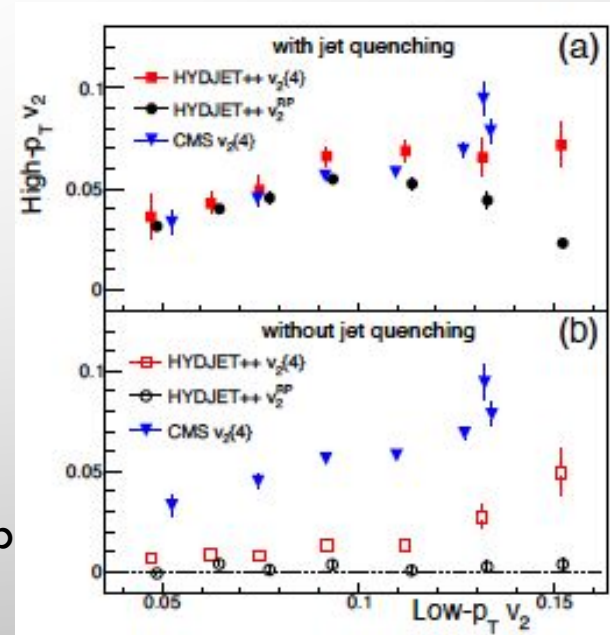 with jet quenching (a)
HYDJET++ v₂{4}
HYDJET++ v₂ᴿᴾ
CMS v₂{4}
High-p_T v₂
0.1
0.05
0
without jet quenching (b)
HYDJET++ v₂{4}
HYDJET++ v₂ᴿᴾ
CMS v₂{4}
0.1
0.05
0
p
0.05 0.1 0.15
Low-p_T v₂